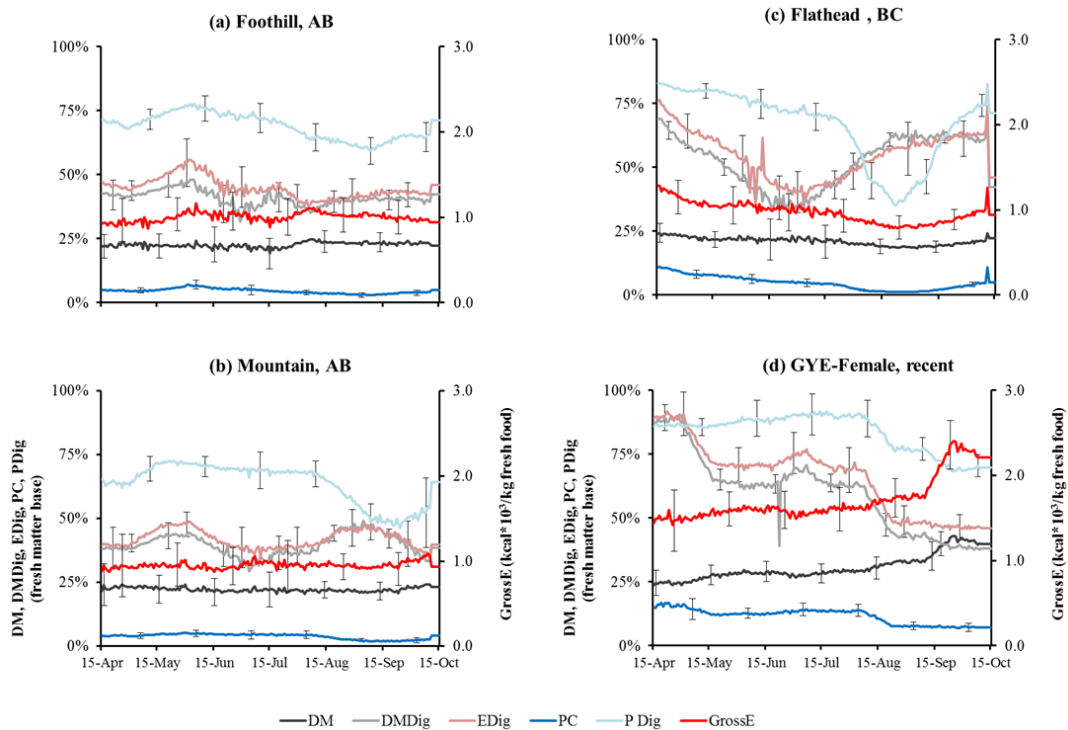 (a) Foothill, AB
100%
75%
50%
25%
0%
3.0
2.0
1.0
0.0
(c) Flathead , BC
100%
75%
50%
25%
0%
3.0
2.0
1.0
0.0
(b) Mountain, AB
DM, DMDig, EDig, PC, PDig
(fresh matter base)
100%
75%
50%
25%
0%
3.0
2.0
1.0
0.0
GrossE (kcal*10³/kg fresh food)
15-Apr 15-May 15-Jun 15-Jul 15-Aug 15-Sep 15-Oct
(d) GYE-Female, recent
DM, DMDig, EDig, PC, PDig
(fresh matter base)
100%
75%
50%
25%
0%
3.0
2.0
1.0
0.0
GrossE (kcal*10³/kg fresh food)
15-Apr 15-May 15-Jun 15-Jul 15-Aug 15-Sep 15-Oct
DM DMDig EDig PC P Dig GrossE